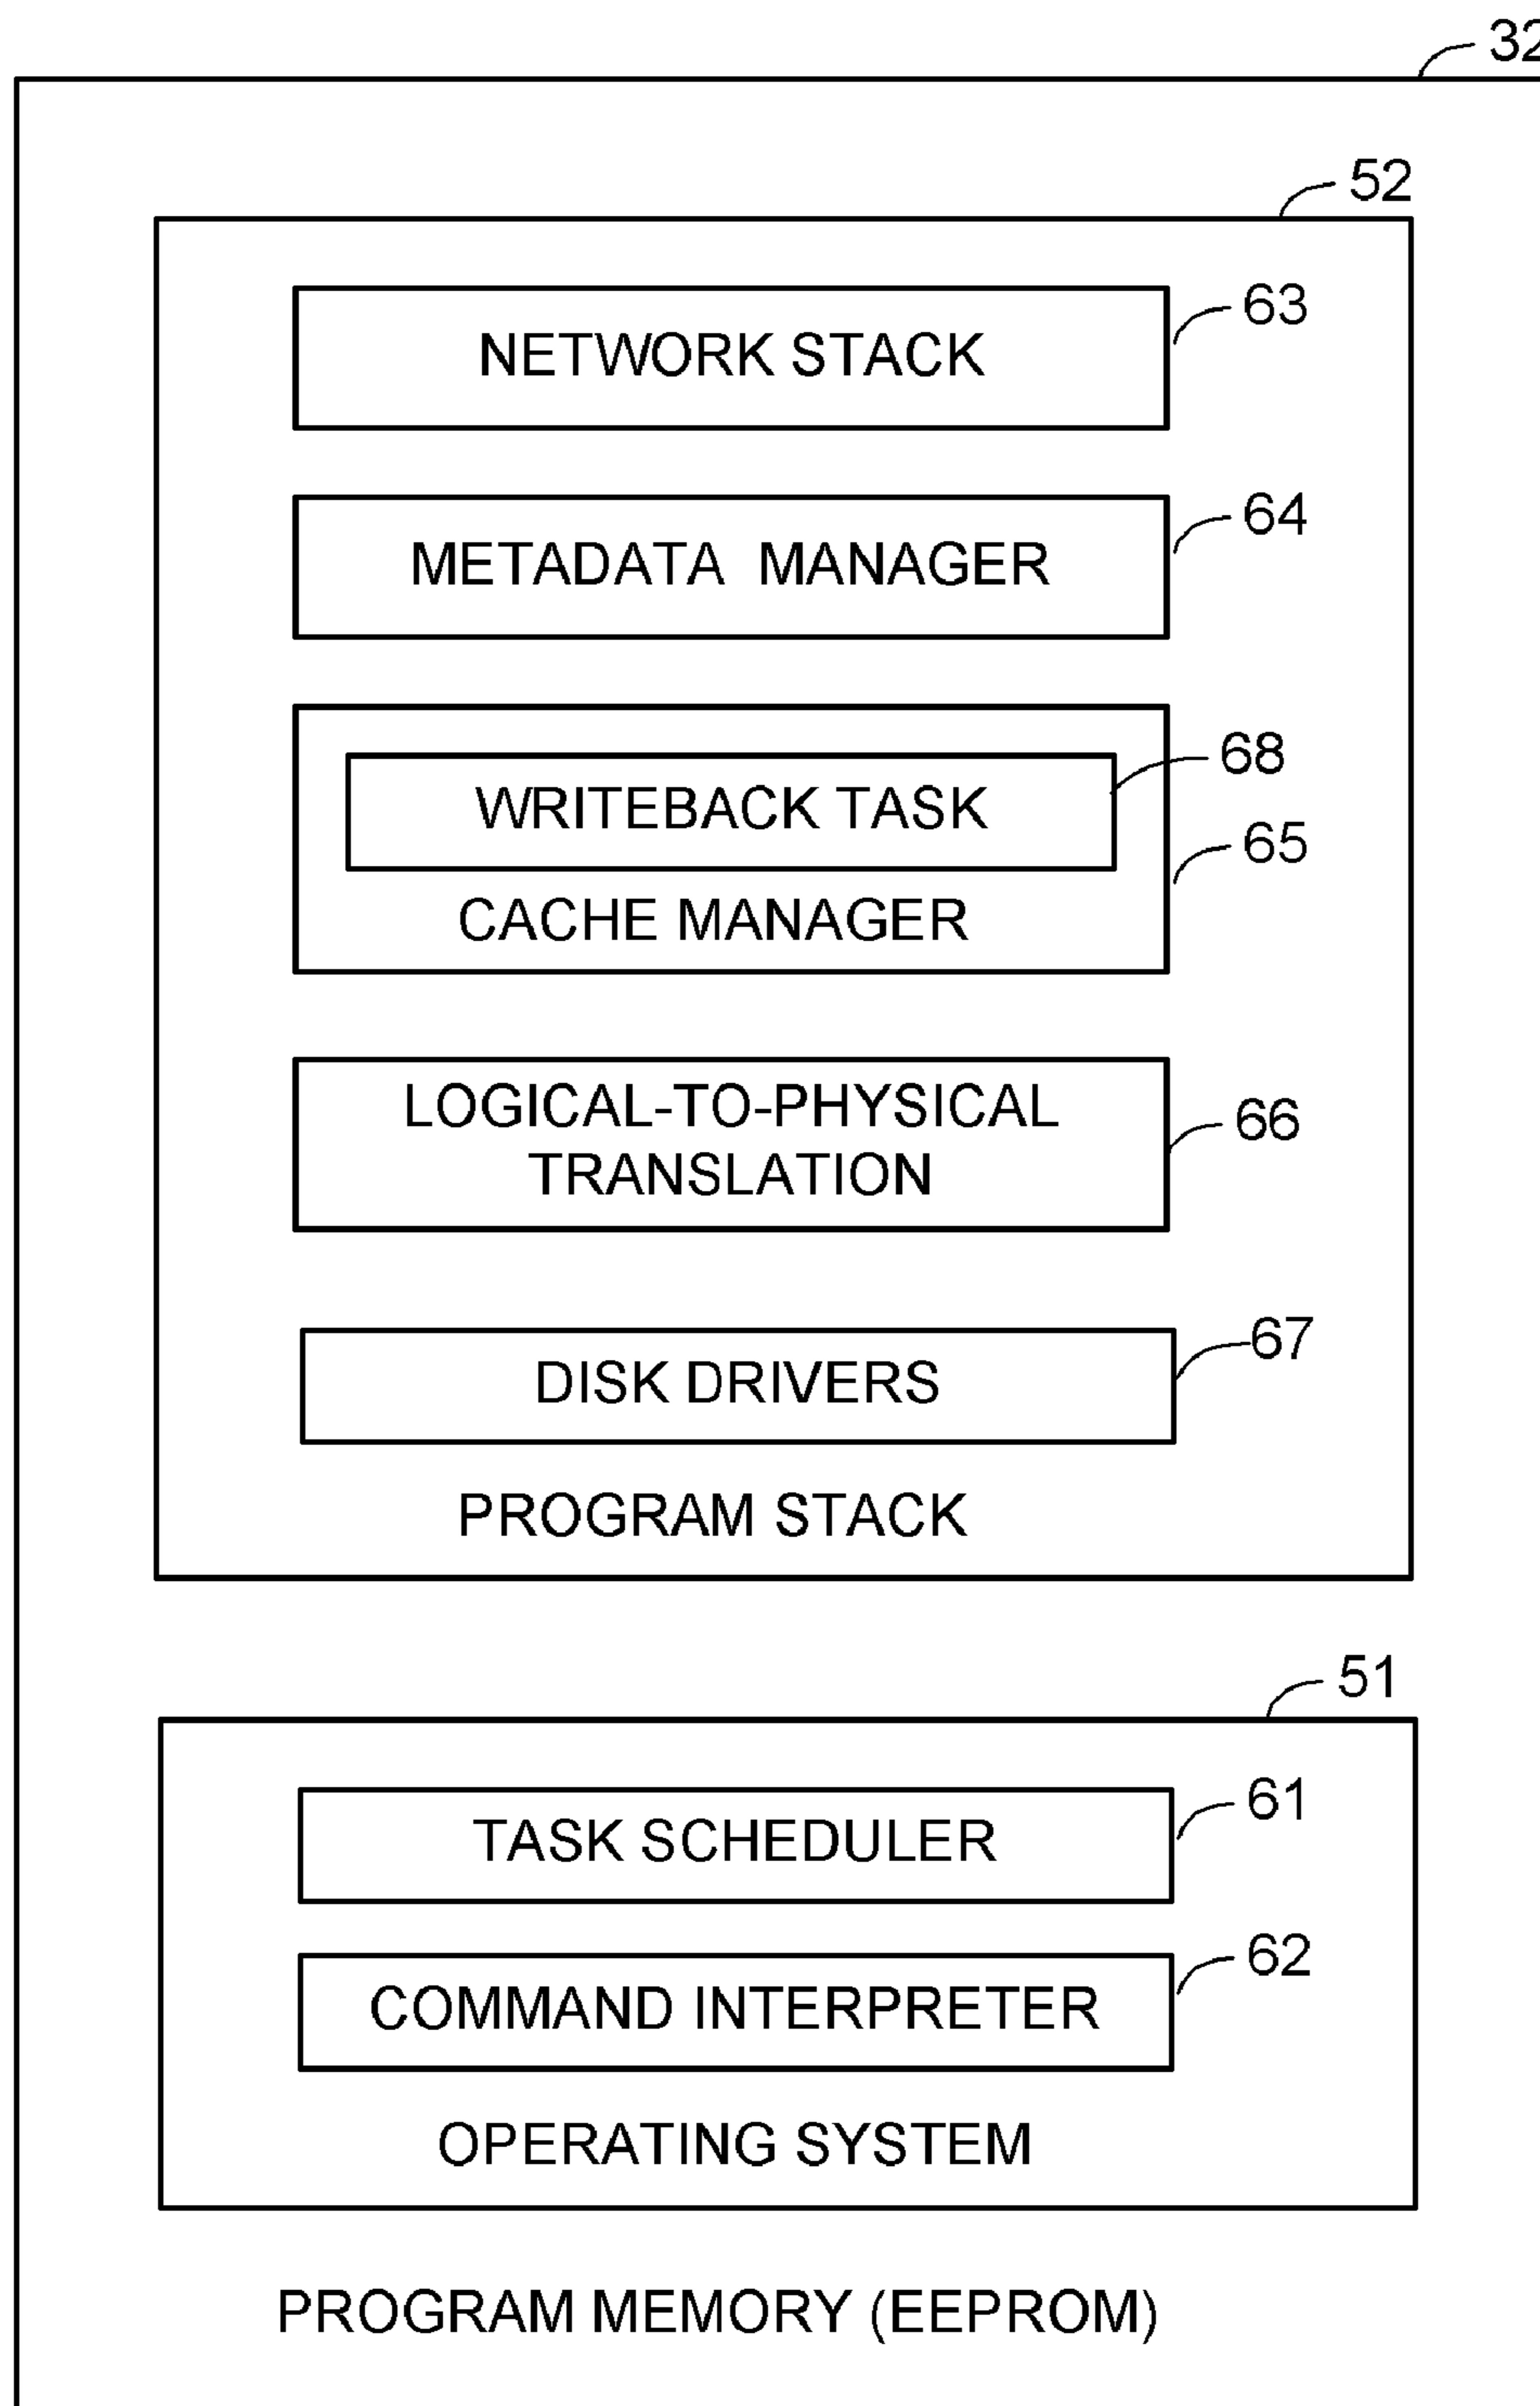 32
52
NETWORK STACK
63
METADATA MANAGER
64
WRITEBACK TASK
68
CACHE MANAGER
65
LOGICAL-TO-PHYSICAL
TRANSLATION
66
DISK DRIVERS
67
PROGRAM STACK
51
TASK SCHEDULER
61
COMMAND INTERPRETER
62
OPERATING SYSTEM
PROGRAM MEMORY (EEPROM)